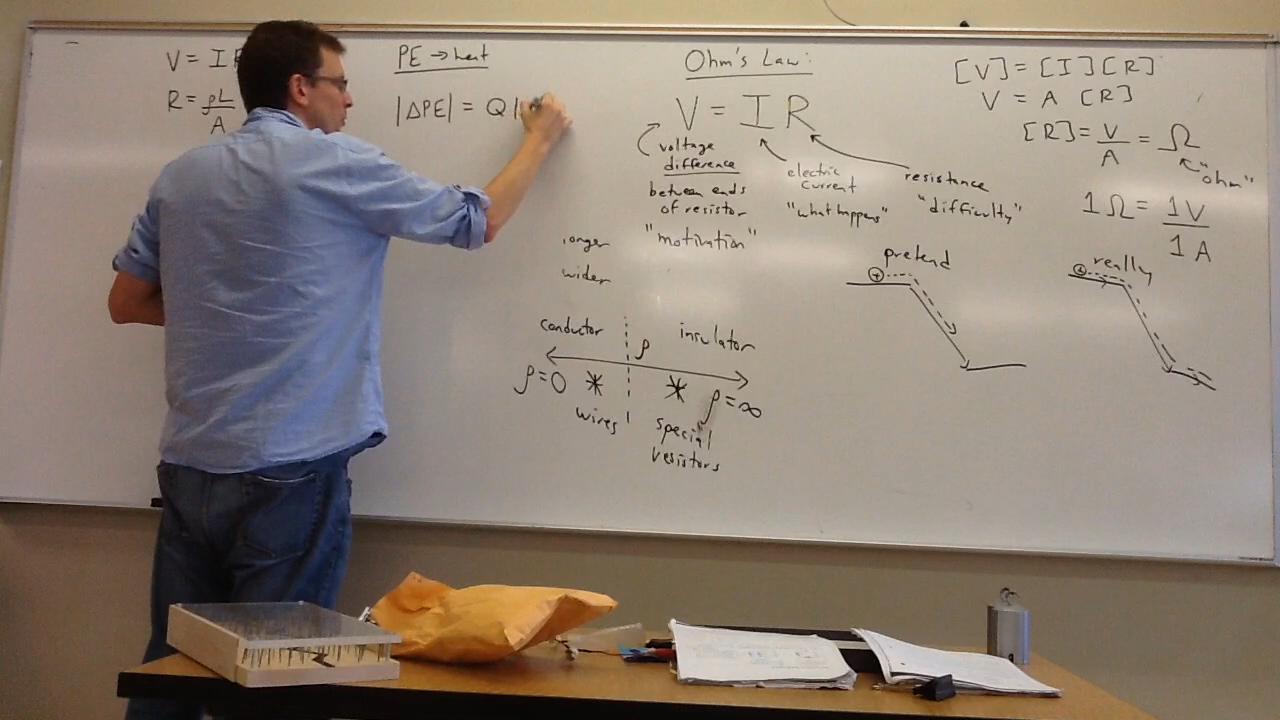 V = I R
R = ρL
A
PE → heat
|ΔPE| = Q |
Ohm's Law:
V = I R
voltage
difference
between ends
of resistor
"motivation"
electric
current
"what happens"
resistance
"difficulty"
[V] = [I] [R]
V = A [R]
[R] = V
A
= Ω
"ohm"
1 Ω = 1 V
1 A
longer
wider
conductor
ρ
insulator
ρ=0
ρ=∞
wires
special
resistors
pretend
+
really
+